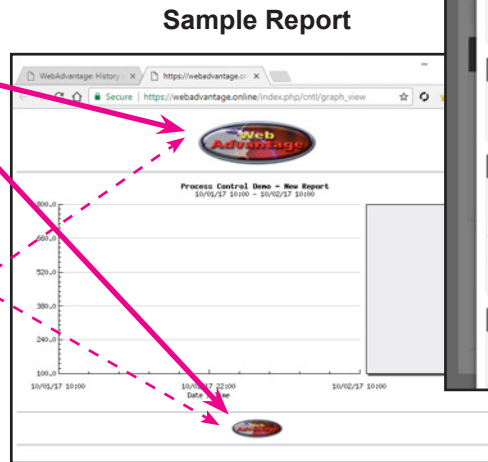 Sample Report
WebAdvantage: History
https://webadvantage.on
Secure | https://webadvantage.online/index.php/cntl/graph_view
Web
Advantage
Process Control Demo - New Report
10/01/17 10:00 - 10/02/17 10:00
800.0
660.0
520.0
380.0
240.0
100.0
10/01/17 10:00
10/01/17 22:00
10/02/17 10:00
Date